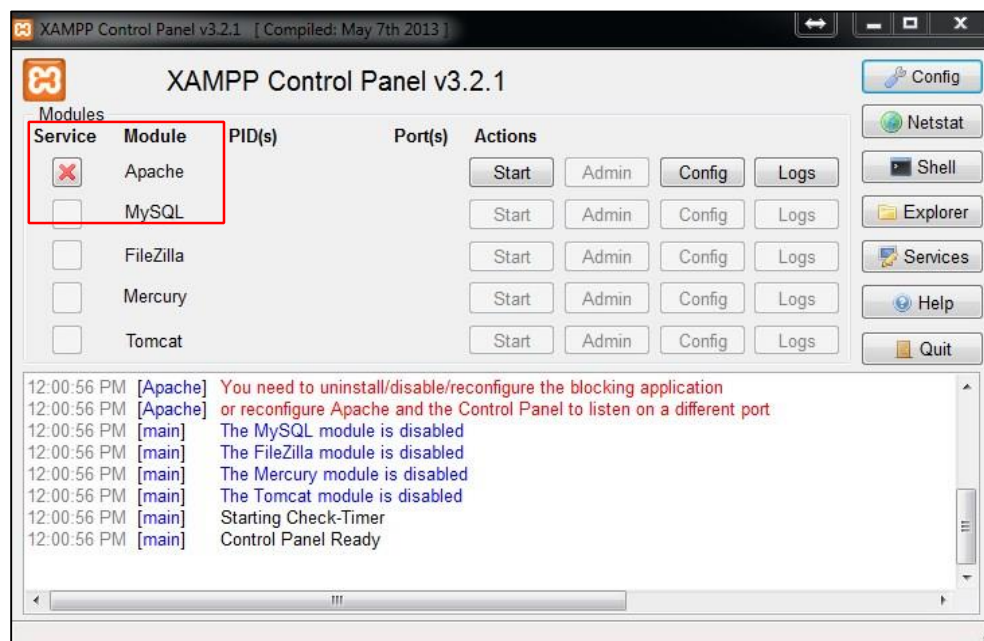 XAMPP Control Panel v3.2.1 [ Compiled: May 7th 2013 ]
XAMPP Control Panel v3.2.1
Config
Modules
Service Module PID(s) Port(s) Actions
Netstat
Apache Start Admin Config Logs
Shell
MySQL Start Admin Config Logs
Explorer
FileZilla Start Admin Config Logs
Services
Mercury Start Admin Config Logs
Help
Tomcat Start Admin Config Logs
Quit
12:00:56 PM [Apache] You need to uninstall/disable/reconfigure the blocking application
12:00:56 PM [Apache] or reconfigure Apache and the Control Panel to listen on a different port
12:00:56 PM [main] The MySQL module is disabled
12:00:56 PM [main] The FileZilla module is disabled
12:00:56 PM [main] The Mercury module is disabled
12:00:56 PM [main] The Tomcat module is disabled
12:00:56 PM [main] Starting Check-Timer
12:00:56 PM [main] Control Panel Ready